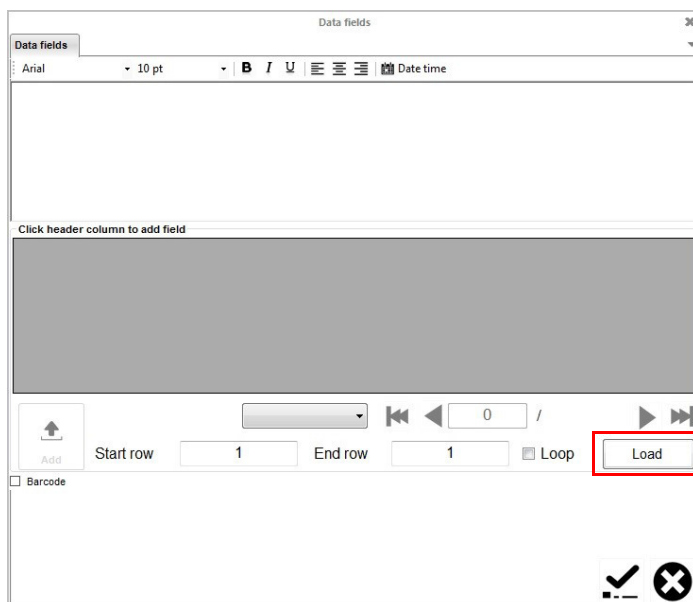 Data fields
Data fields
Arial 10 pt B I U Date time
Click header column to add field
0 /
Add Start row 1 End row 1 Loop Load
Barcode